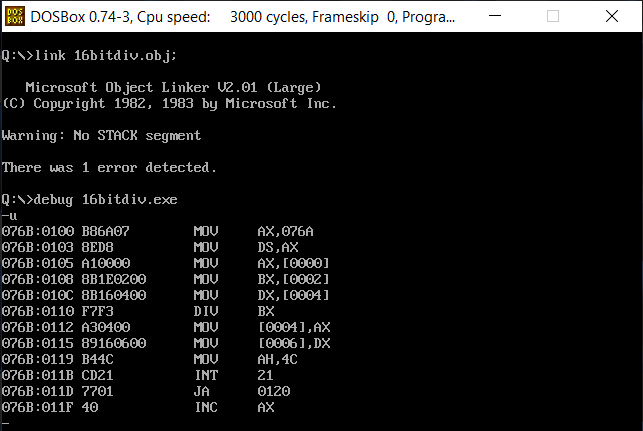 DOS
BOX
DOSBox 0.74-3, Cpu speed: 3000 cycles, Frameskip 0, Progra...
Q:\>link 16bitdiv.obj;
Microsoft Object Linker V2.01 (Large)
(C) Copyright 1982, 1983 by Microsoft Inc.
Warning: No STACK segment
There was 1 error detected.
Q:\>debug 16bitdiv.exe
-u
076B:0100 B86A07 MOV AX,076A
076B:0103 8ED8 MOV DS,AX
076B:0105 A10000 MOV AX,[0000]
076B:0108 8B1E0200 MOV BX,[0002]
076B:010C 8B160400 MOV DX,[0004]
076B:0110 F7F3 DIV BX
076B:0112 A30400 MOV [0004],AX
076B:0115 89160600 MOV [0006],DX
076B:0119 B44C MOV AH,4C
076B:011B CD21 INT 21
076B:011D 7701 JA 0120
076B:011F 40 INC AX
-